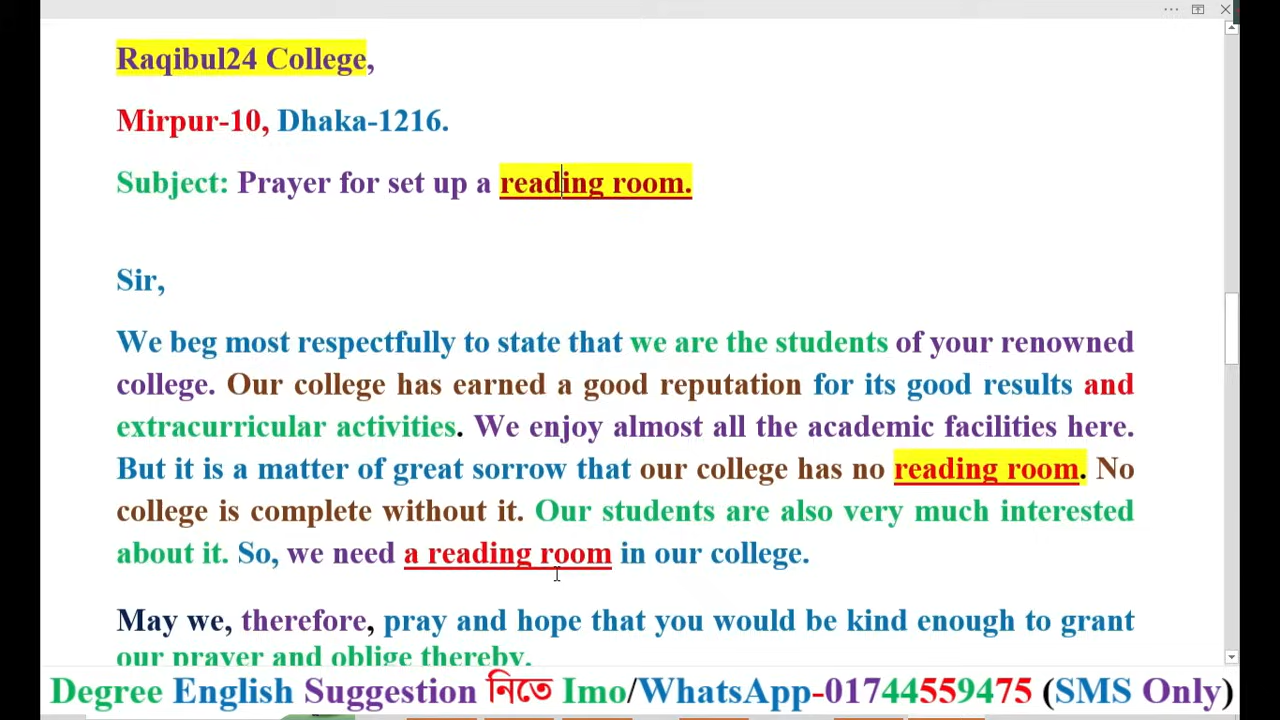 Raqibul24 College,
Mirpur-10, Dhaka-1216.
Subject: Prayer for set up a reading room.
Sir,
We beg most respectfully to state that we are the students of your renowned
college. Our college has earned a good reputation for its good results and
extracurricular activities. We enjoy almost all the academic facilities here.
But it is a matter of great sorrow that our college has no reading room. No
college is complete without it. Our students are also very much interested
about it. So, we need a reading room in our college.
May we, therefore, pray and hope that you would be kind enough to grant
our prayer and oblige thereby.
Degree English Suggestion নিতে Imo/WhatsApp-01744559475 (SMS Only)